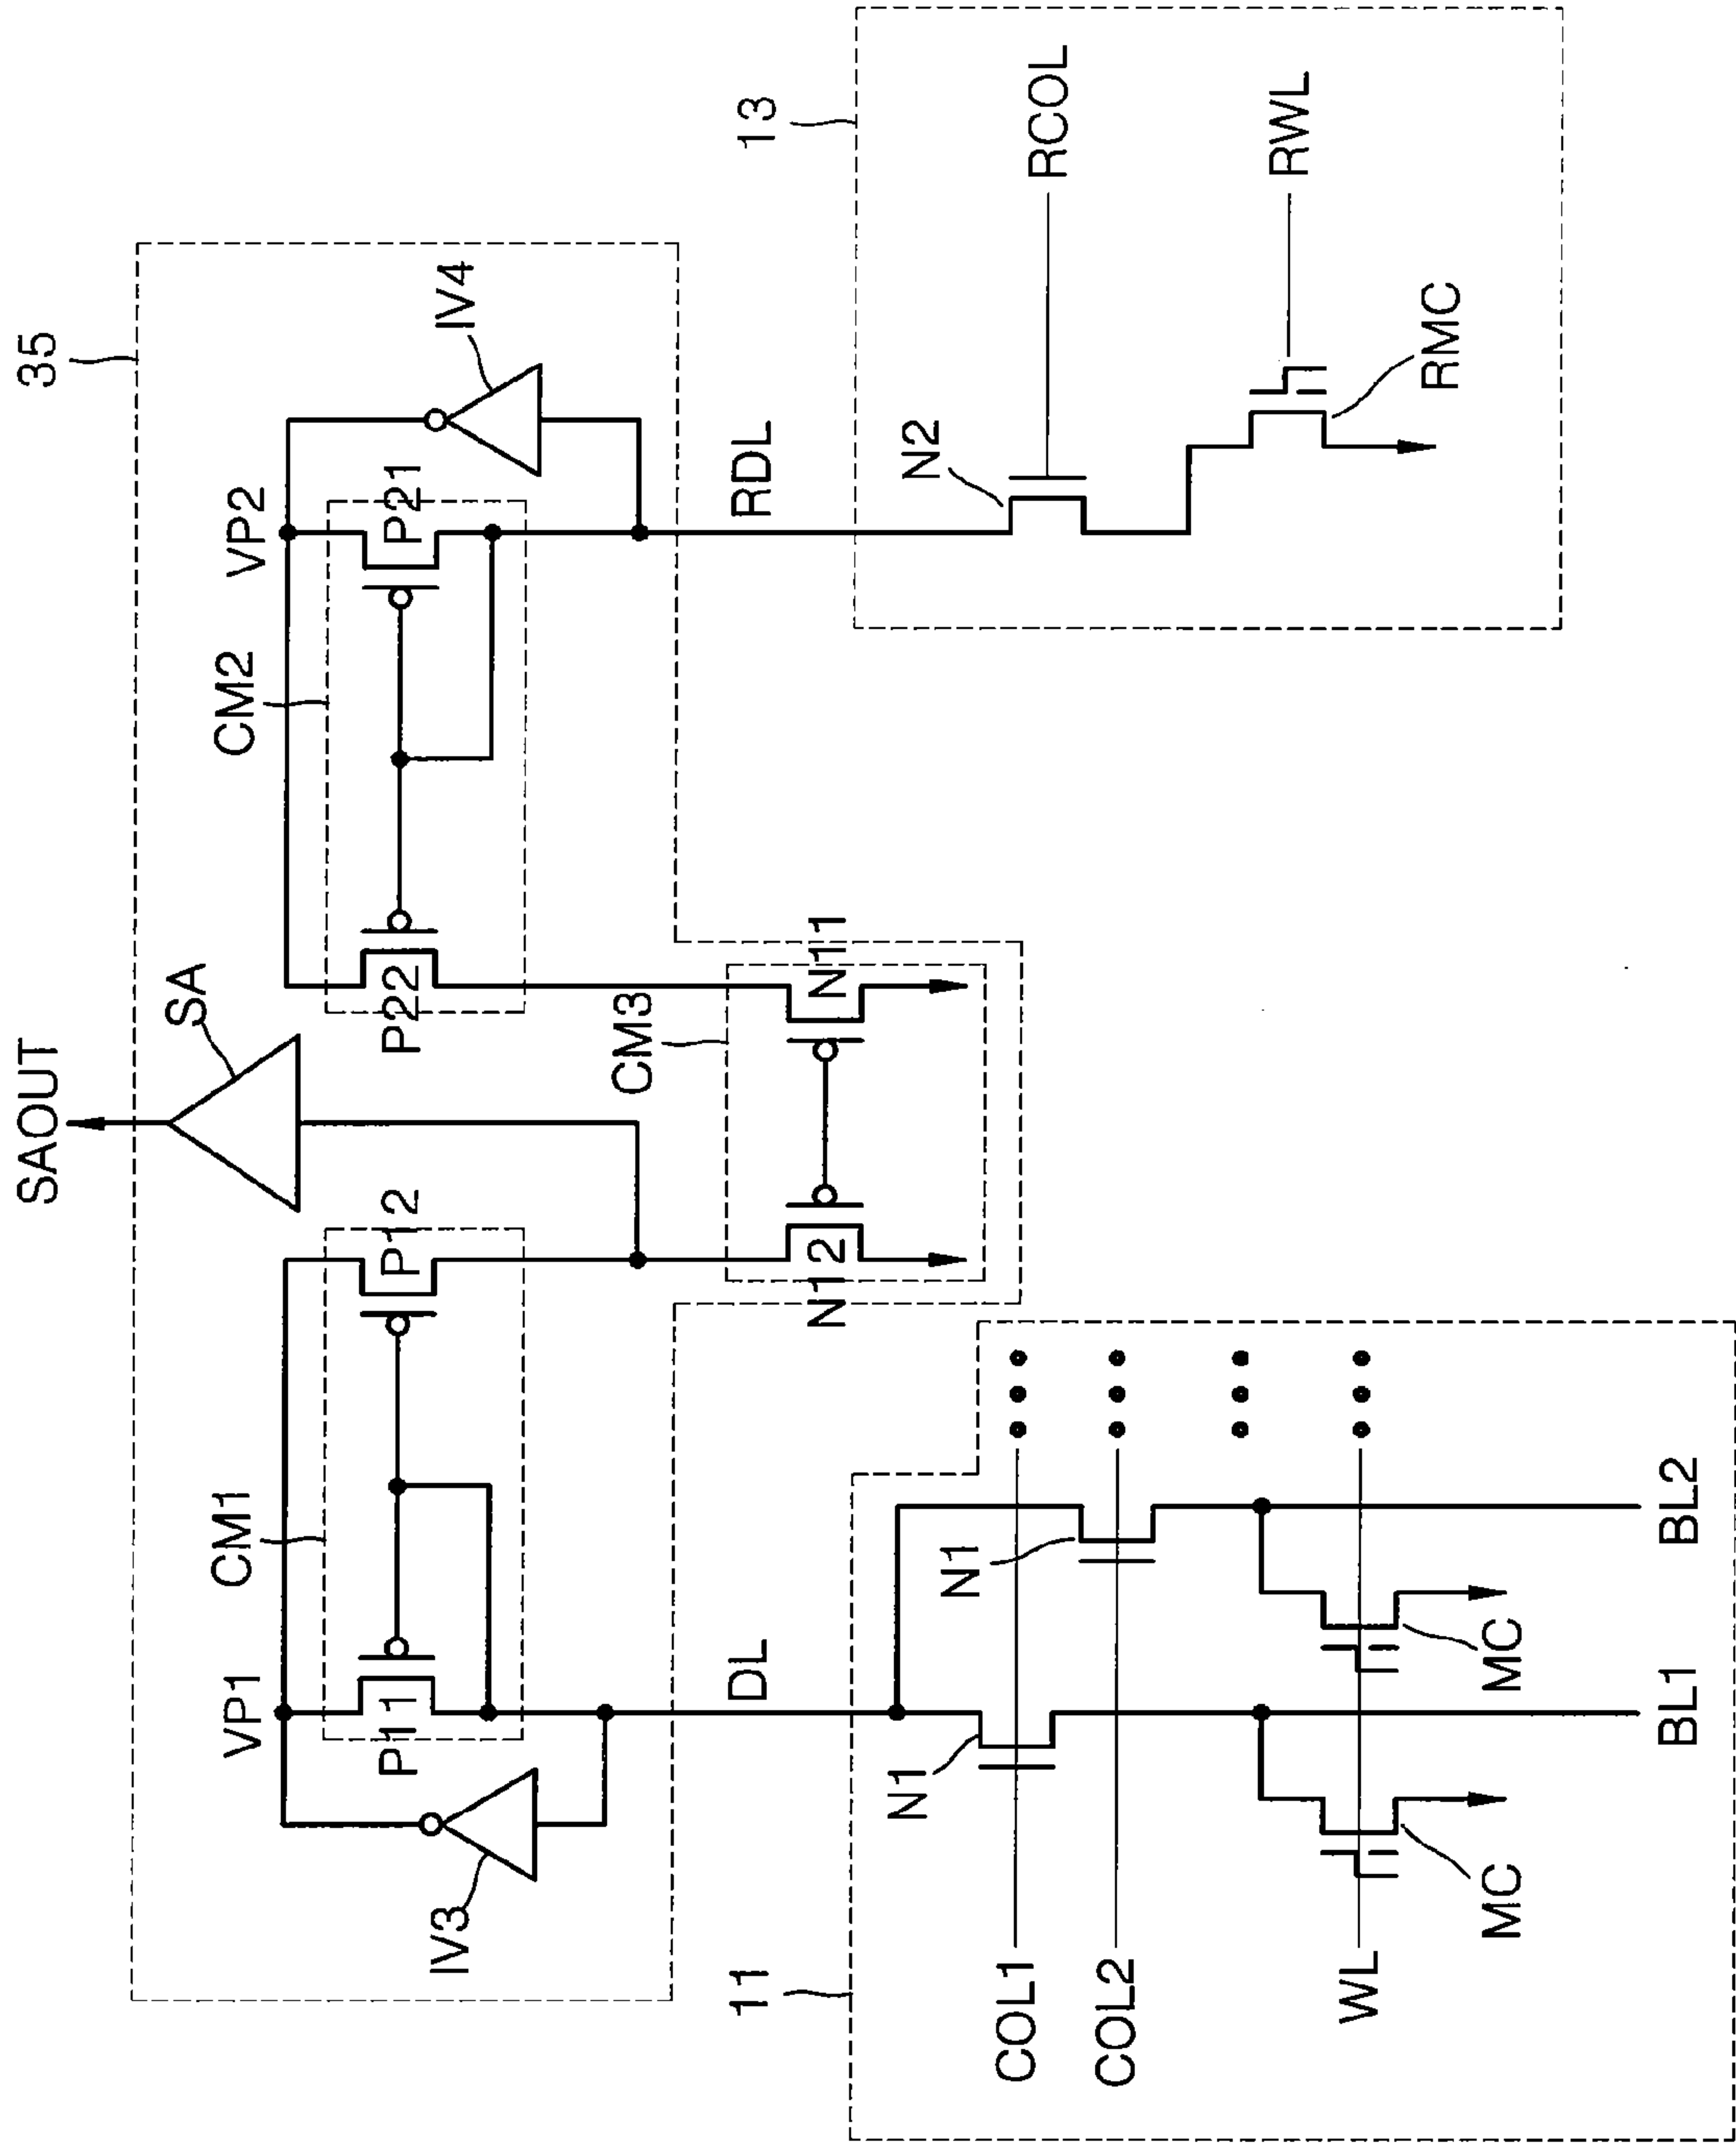 SAOUT
35
SA
VP1
CM1
P11
P12
IV3
CM2
VP2
P22
P21
IV4
CM3
N12
N11
DL
RDL
11
13
N1
N1
COL1
COL2
WL
MC
MC
BL1
BL2
N2
RCOL
RWL
RMC